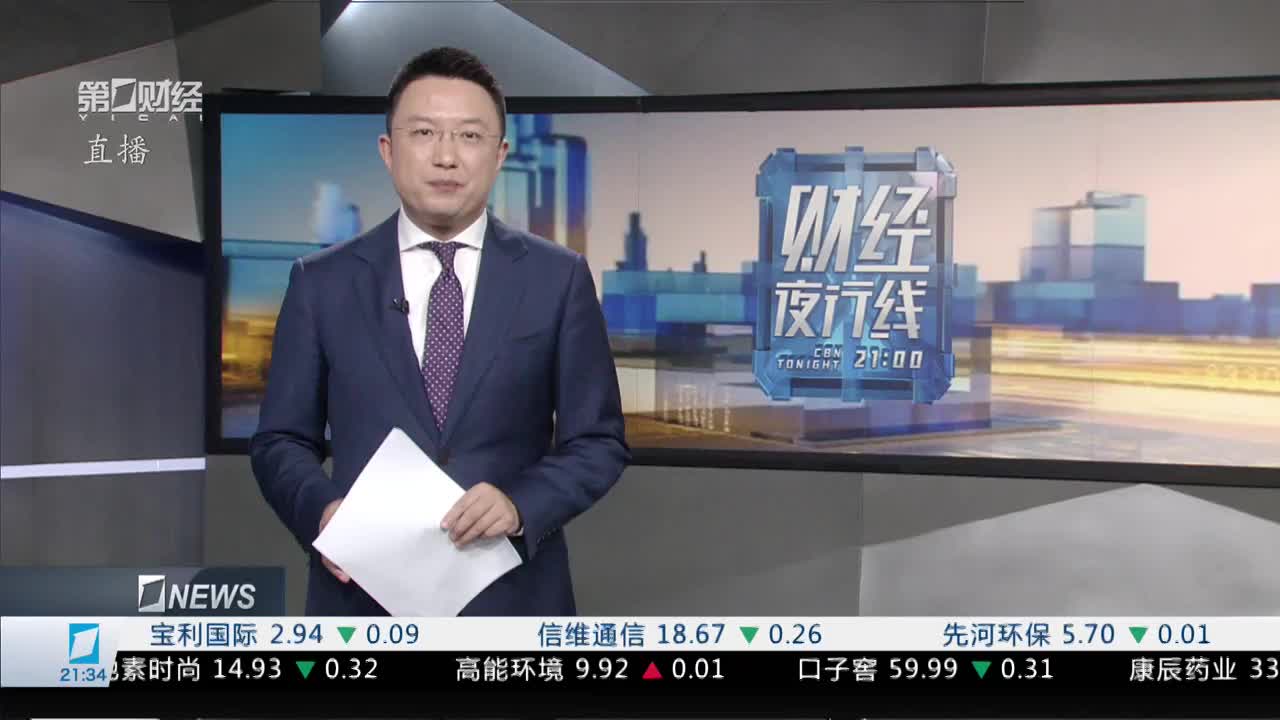 第一财经
YICAI
直播
财经
夜行线
CBN
TONIGHT 21:00
NEWS
宝利国际 2.94 ▼ 0.09 信维通信 18.67 ▼ 0.26 先河环保 5.70 ▼ 0.01
21:34
素时尚 14.93 ▼ 0.32 高能环境 9.92 ▲ 0.01 口子窖 59.99 ▼ 0.31 康辰药业 33